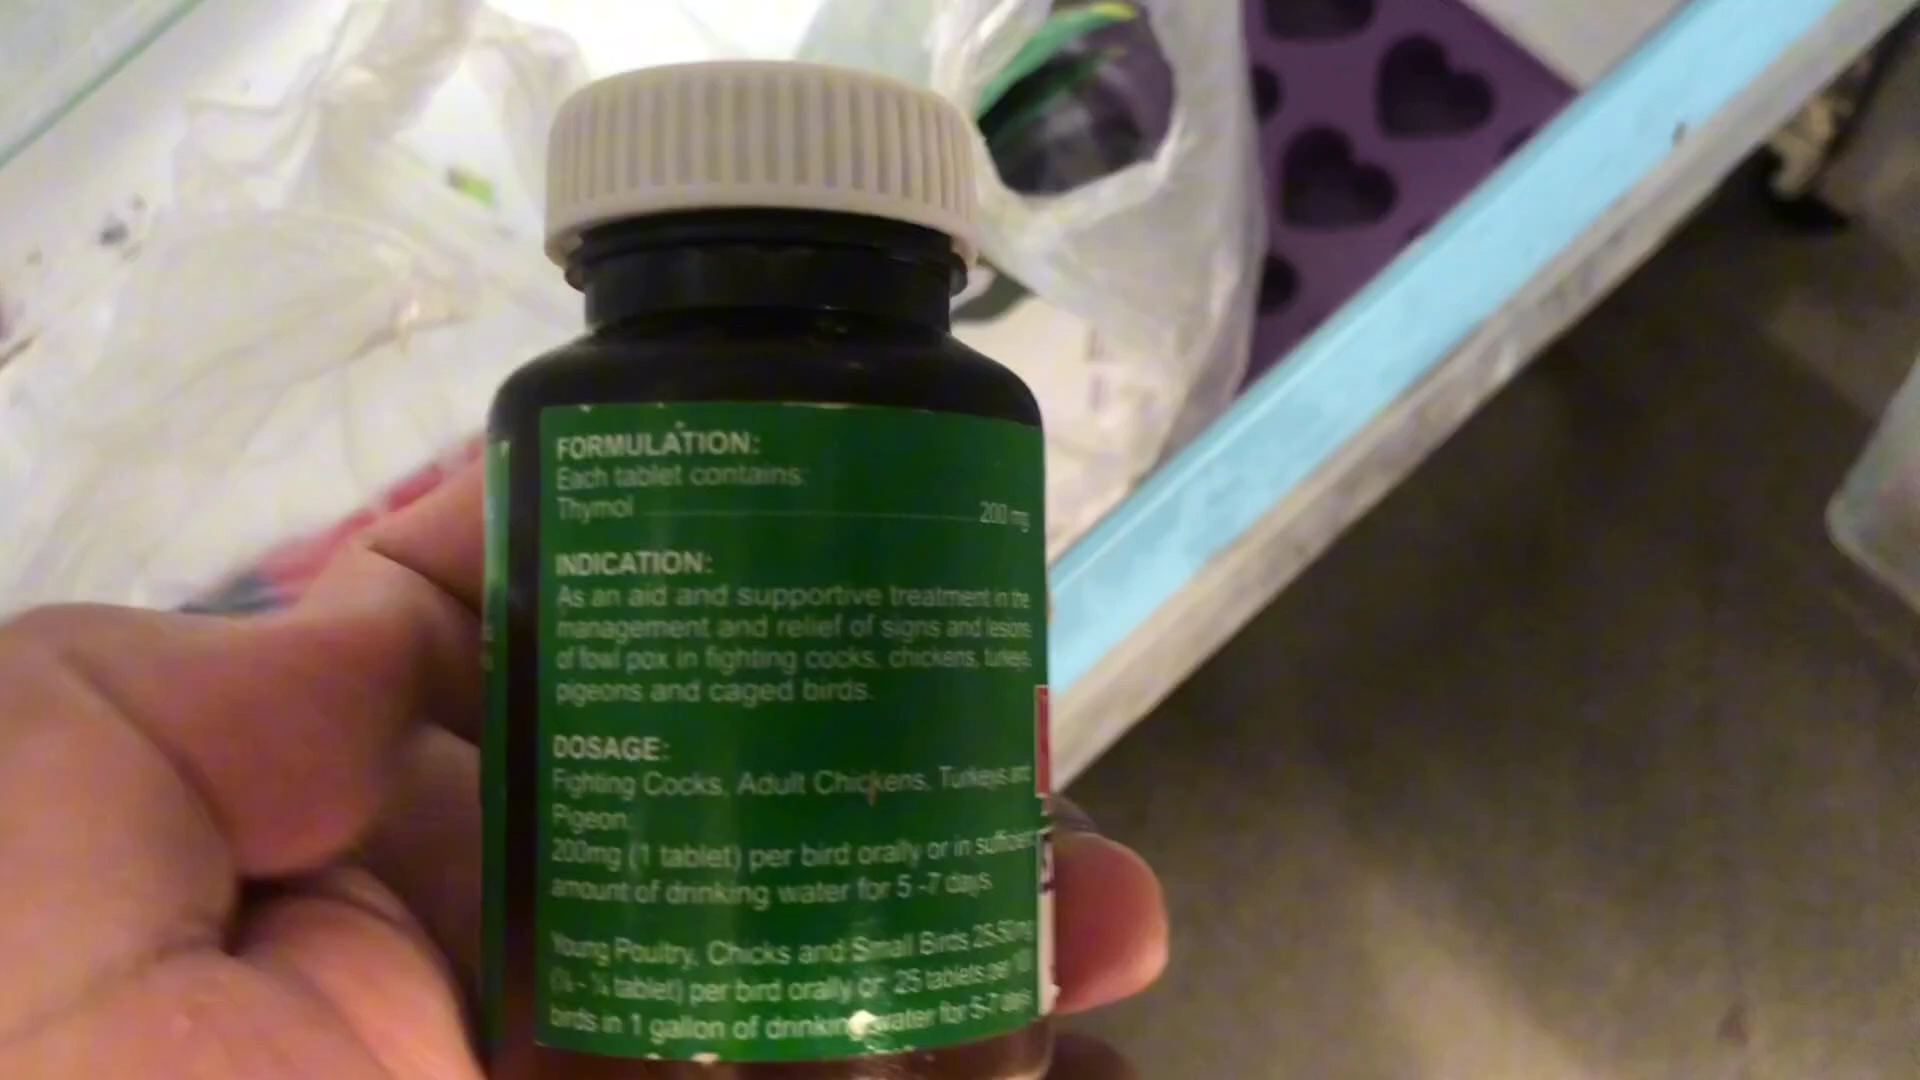 FORMULATION:
Each tablet contains:
Thymol 200 mg
INDICATION:
As an aid and supportive treatment in the
management and relief of signs and lesions
of fowl pox in fighting cocks, chickens, turkeys,
pigeons and caged birds.
DOSAGE:
Fighting Cocks, Adult Chickens, Turkeys and
Pigeon:
200mg (1 tablet) per bird orally or in sufficient
amount of drinking water for 5 -7 days
Young Poultry, Chicks and Small Birds 25-50mg
tablet) per bird orally or 25 tablets per
birds in 1 gallon of drinking water for 5-7 days